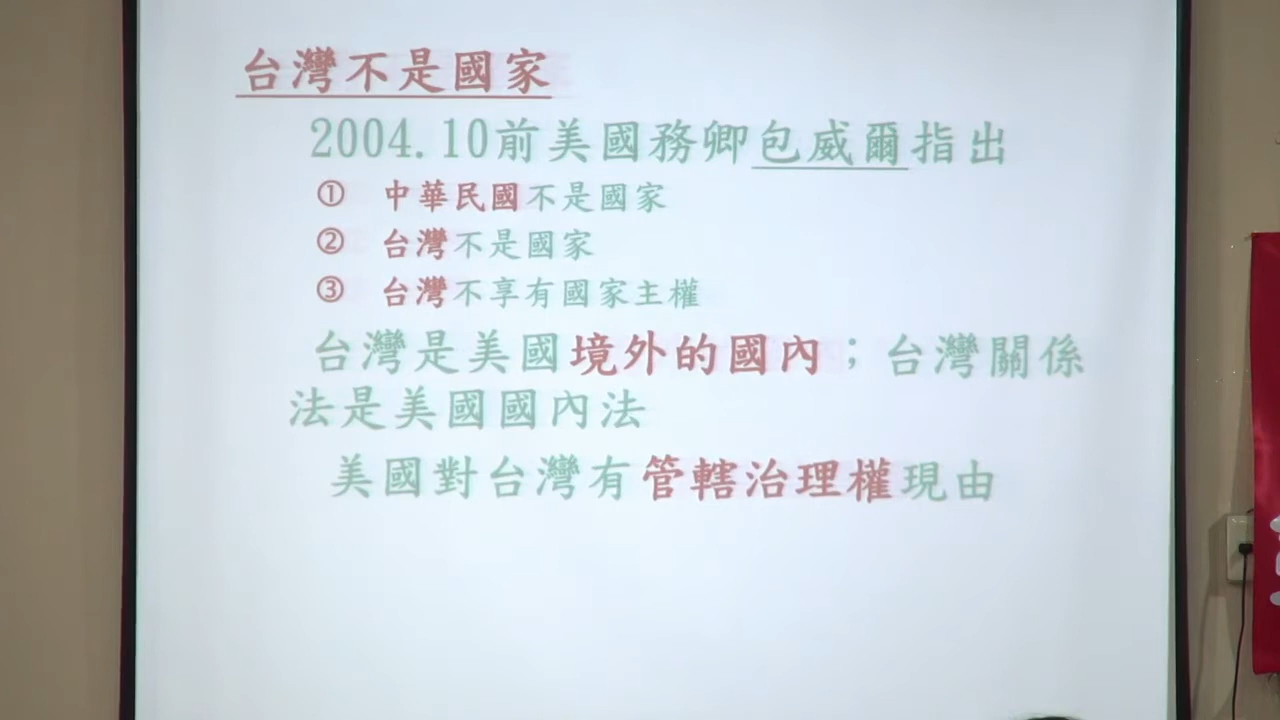 台灣不是國家
2004.10前美國務卿包威爾指出
① 中華民國不是國家
② 台灣不是國家
③ 台灣不享有國家主權
台灣是美國境外的國內；台灣關係
法是美國國內法
美國對台灣有管轄治理權現由